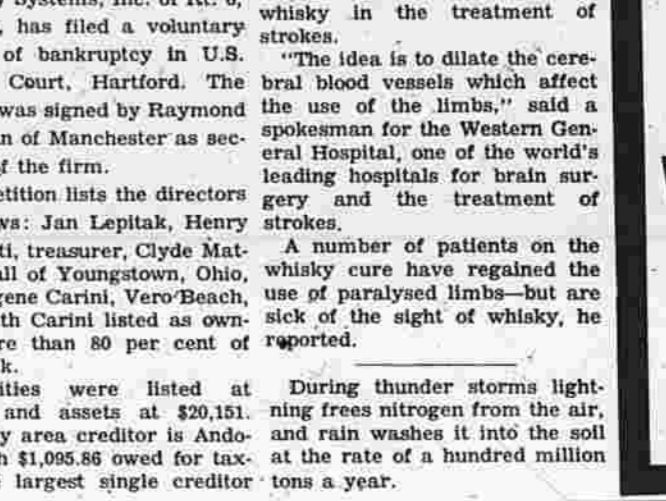 Systems, Inc. of Rt. 6,
has filed a voluntary
of bankruptcy in U.S.
Court, Hartford. The
was signed by Raymond
n of Manchester as sec-
f the firm.
etition lists the directors
ws: Jan Lepitak, Henry
ti, treasurer, Clyde Mat-
all of Youngstown, Ohio,
gene Carini, Vero Beach,
th Carini listed as own-
re than 80 per cent of
k.
ities were listed at
and assets at $20,151.
y area creditor is Ando-
h $1,095.86 owed for tax-
largest single creditor
whisky in the treatment of
strokes.
"The idea is to dilate the cere-
bral blood vessels which affect
the use of the limbs," said a
spokesman for the Western Gen-
eral Hospital, one of the world's
leading hospitals for brain sur-
gery and the treatment of
strokes.
A number of patients on the
whisky cure have regained the
use of paralysed limbs—but are
sick of the sight of whisky, he
reported.
During thunder storms light-
ning frees nitrogen from the air,
and rain washes it into the soil
at the rate of a hundred million
tons a year.